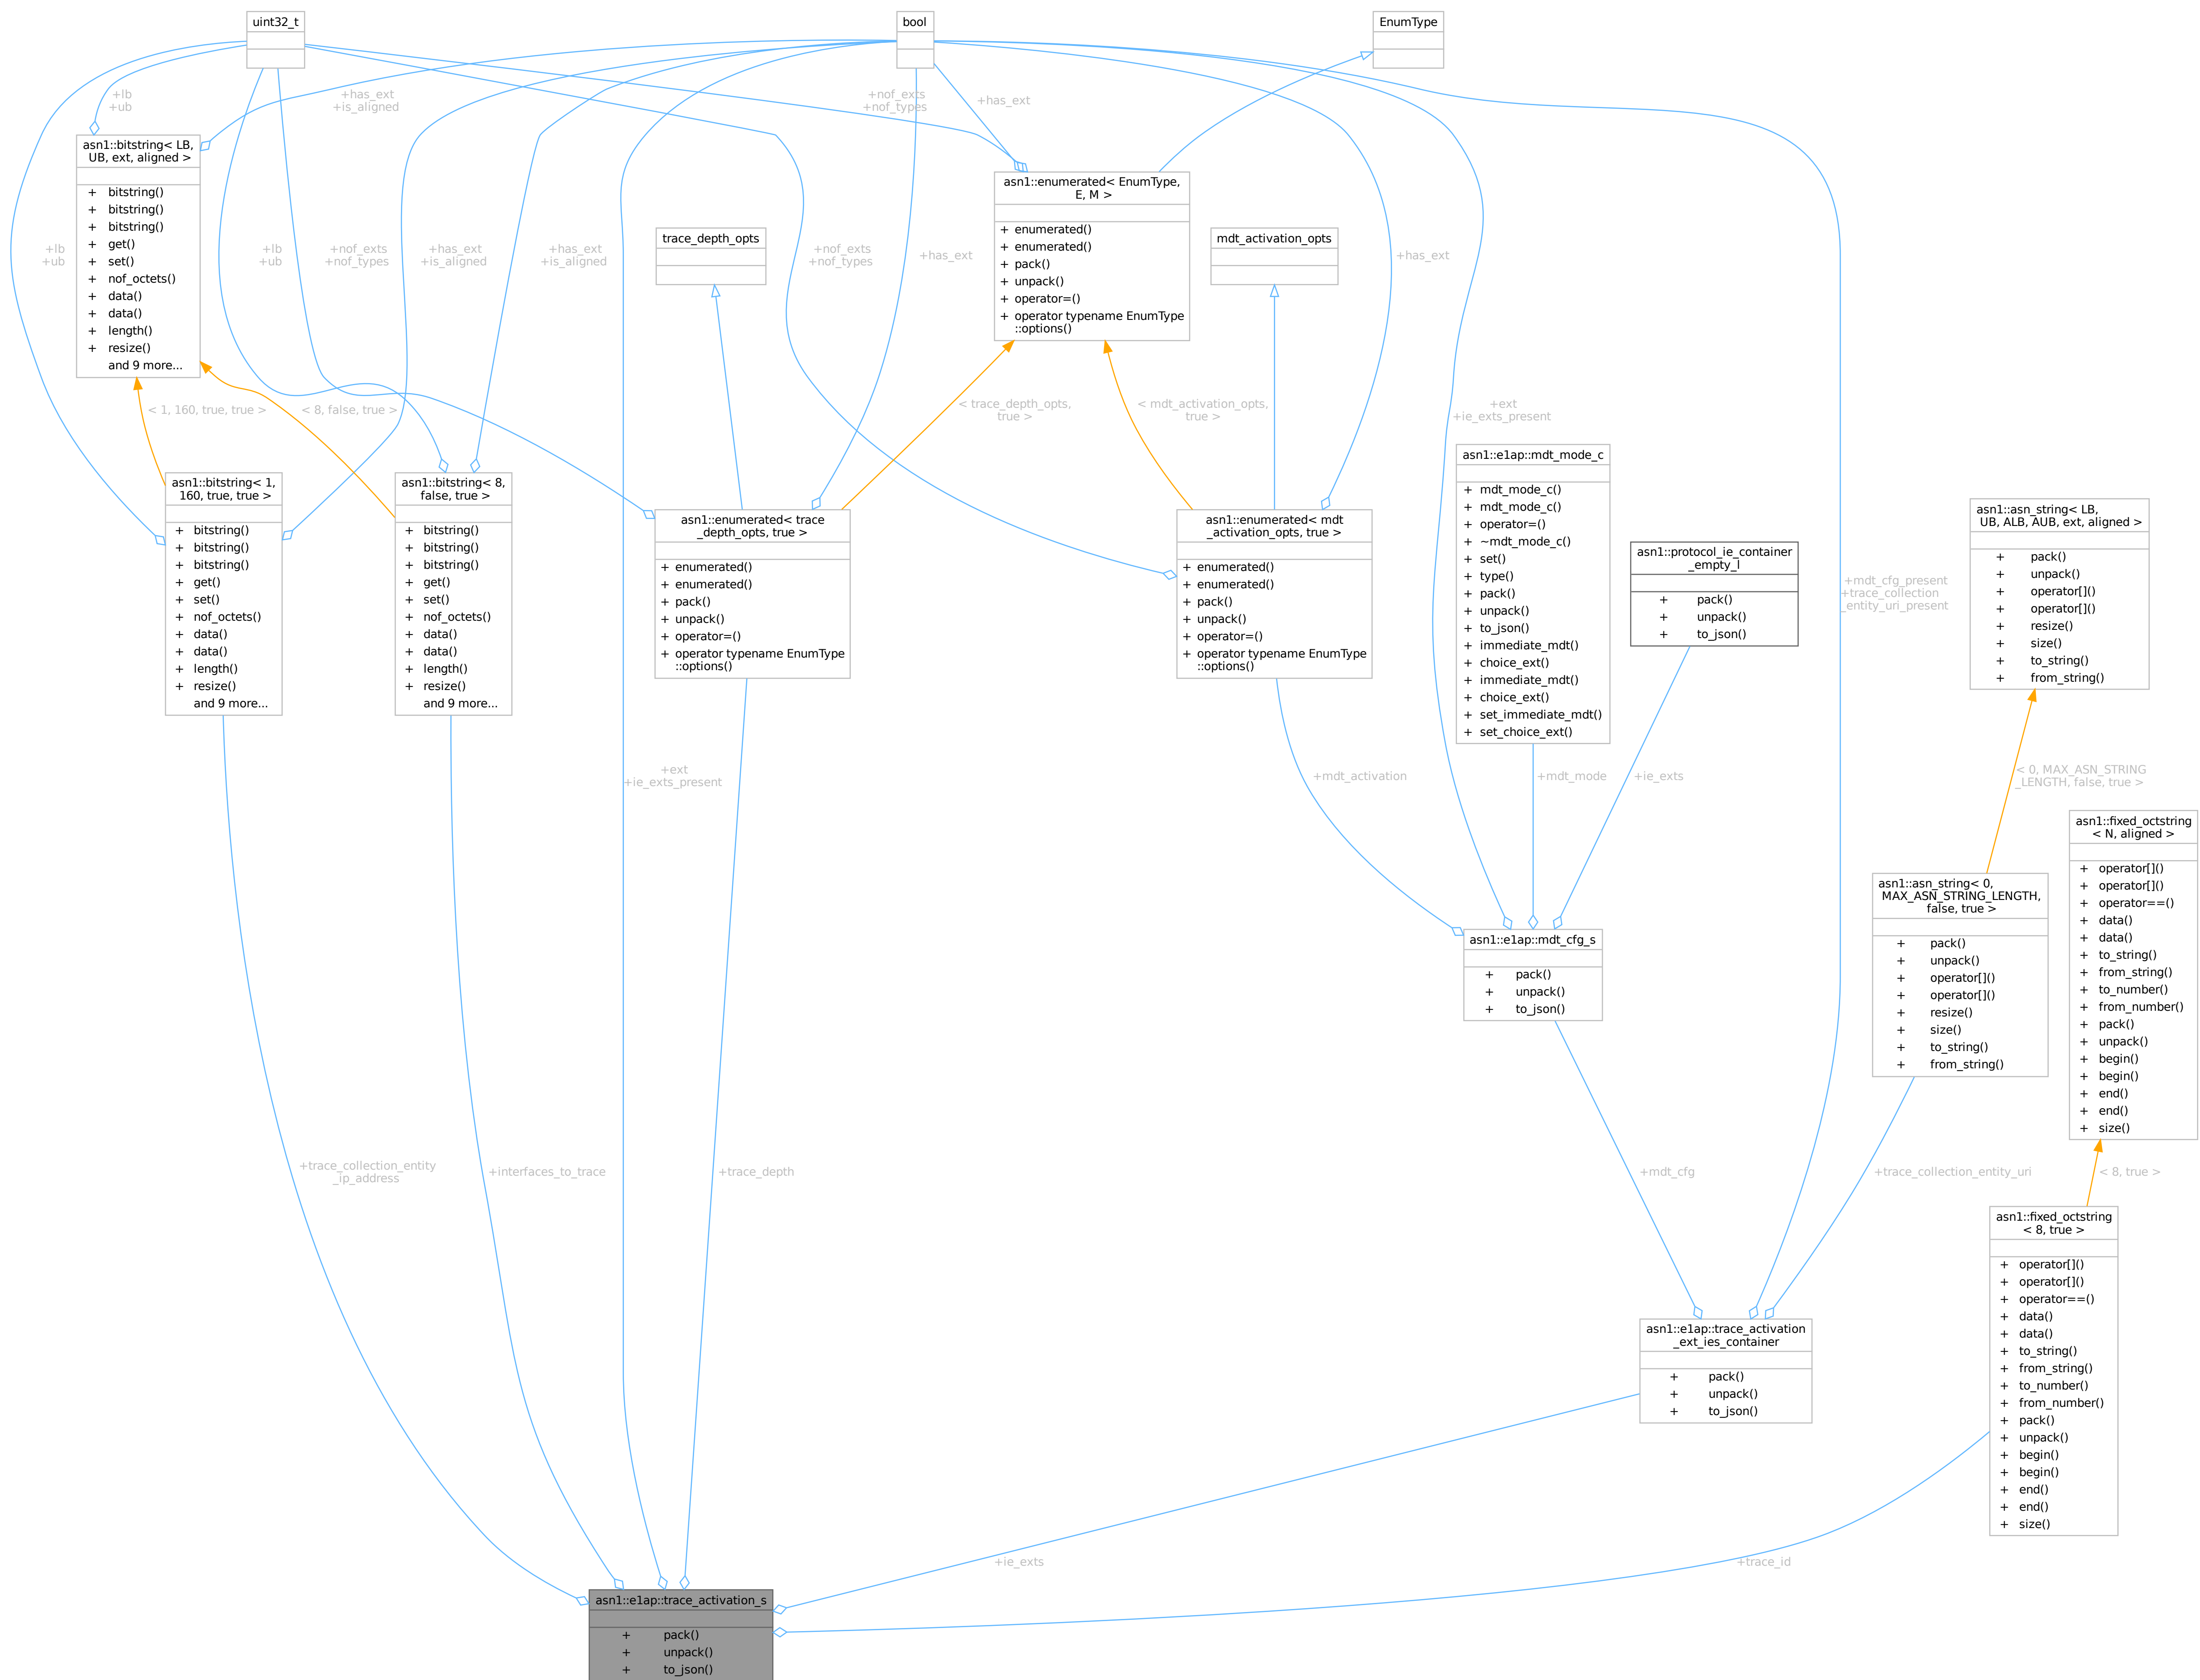 uint32_t
bool
EnumType
+lb
+ub
+has_ext
+is_aligned
+nof_exts
+nof_types
+has_ext
asn1::bitstring< LB,
UB, ext, aligned >
+ bitstring()
+ bitstring()
+ bitstring()
+ get()
+ set()
+ nof_octets()
+ data()
+ data()
+ length()
+ resize()
and 9 more...
asn1::enumerated< EnumType,
E, M >
+ enumerated()
+ enumerated()
+ pack()
+ unpack()
+ operator=()
+ operator typename EnumType
::options()
trace_depth_opts
mdt_activation_opts
+lb
+ub
+lb
+ub
+nof_exts
+nof_types
+has_ext
+is_aligned
+has_ext
+is_aligned
+nof_exts
+nof_types
+has_ext
+has_ext
< 1, 160, true, true >
< 8, false, true >
< trace_depth_opts,
true >
< mdt_activation_opts,
true >
+ext
+ie_exts_present
asn1::bitstring< 1,
160, true, true >
+ bitstring()
+ bitstring()
+ bitstring()
+ get()
+ set()
+ nof_octets()
+ data()
+ data()
+ length()
+ resize()
and 9 more...
asn1::bitstring< 8,
false, true >
+ bitstring()
+ bitstring()
+ bitstring()
+ get()
+ set()
+ nof_octets()
+ data()
+ data()
+ length()
+ resize()
and 9 more...
asn1::enumerated< trace
_depth_opts, true >
+ enumerated()
+ enumerated()
+ pack()
+ unpack()
+ operator=()
+ operator typename EnumType
::options()
asn1::enumerated< mdt
_activation_opts, true >
+ enumerated()
+ enumerated()
+ pack()
+ unpack()
+ operator=()
+ operator typename EnumType
::options()
asn1::e1ap::mdt_mode_c
+ mdt_mode_c()
+ mdt_mode_c()
+ operator=()
+ ~mdt_mode_c()
+ set()
+ type()
+ pack()
+ unpack()
+ to_json()
+ immediate_mdt()
+ choice_ext()
+ immediate_mdt()
+ choice_ext()
+ set_immediate_mdt()
+ set_choice_ext()
asn1::protocol_ie_container
_empty_l
+ pack()
+ unpack()
+ to_json()
+mdt_cfg_present
+trace_collection
_entity_uri_present
asn1::asn_string< LB,
UB, ALB, AUB, ext, aligned >
+ pack()
+ unpack()
+ operator[]()
+ operator[]()
+ resize()
+ size()
+ to_string()
+ from_string()
+ext
+ie_exts_present
+mdt_activation
+mdt_mode
+ie_exts
< 0, MAX_ASN_STRING
_LENGTH, false, true >
asn1::fixed_octstring
< N, aligned >
+ operator[]()
+ operator[]()
+ operator==()
+ data()
+ data()
+ to_string()
+ from_string()
+ to_number()
+ from_number()
+ pack()
+ unpack()
+ begin()
+ begin()
+ end()
+ end()
+ size()
asn1::asn_string< 0,
MAX_ASN_STRING_LENGTH,
false, true >
+ pack()
+ unpack()
+ operator[]()
+ operator[]()
+ resize()
+ size()
+ to_string()
+ from_string()
asn1::e1ap::mdt_cfg_s
+ pack()
+ unpack()
+ to_json()
+trace_collection_entity
_ip_address
+interfaces_to_trace
+trace_depth
+mdt_cfg
+trace_collection_entity_uri
< 8, true >
asn1::fixed_octstring
< 8, true >
+ operator[]()
+ operator[]()
+ operator==()
+ data()
+ data()
+ to_string()
+ from_string()
+ to_number()
+ from_number()
+ pack()
+ unpack()
+ begin()
+ begin()
+ end()
+ end()
+ size()
asn1::e1ap::trace_activation
_ext_ies_container
+ pack()
+ unpack()
+ to_json()
+ie_exts
+trace_id
asn1::e1ap::trace_activation_s
+ pack()
+ unpack()
+ to_json()